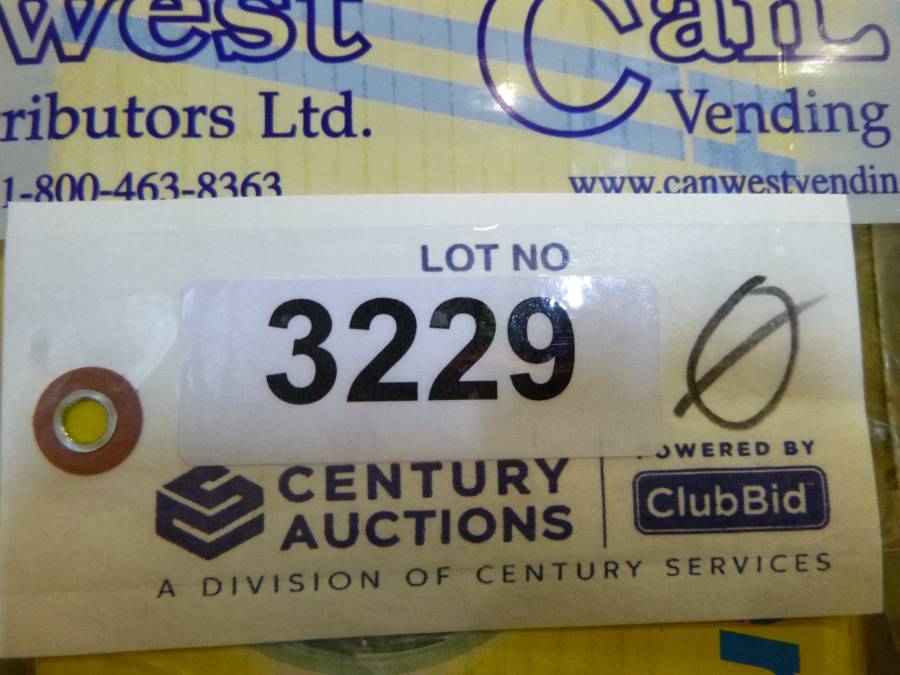 west Can
ributors Ltd. Vending
1-800-463-8363 www.canwestvendin
LOT NO
3229 Ø
CENTURY
AUCTIONS
POWERED BY
ClubBid
A DIVISION OF CENTURY SERVICES